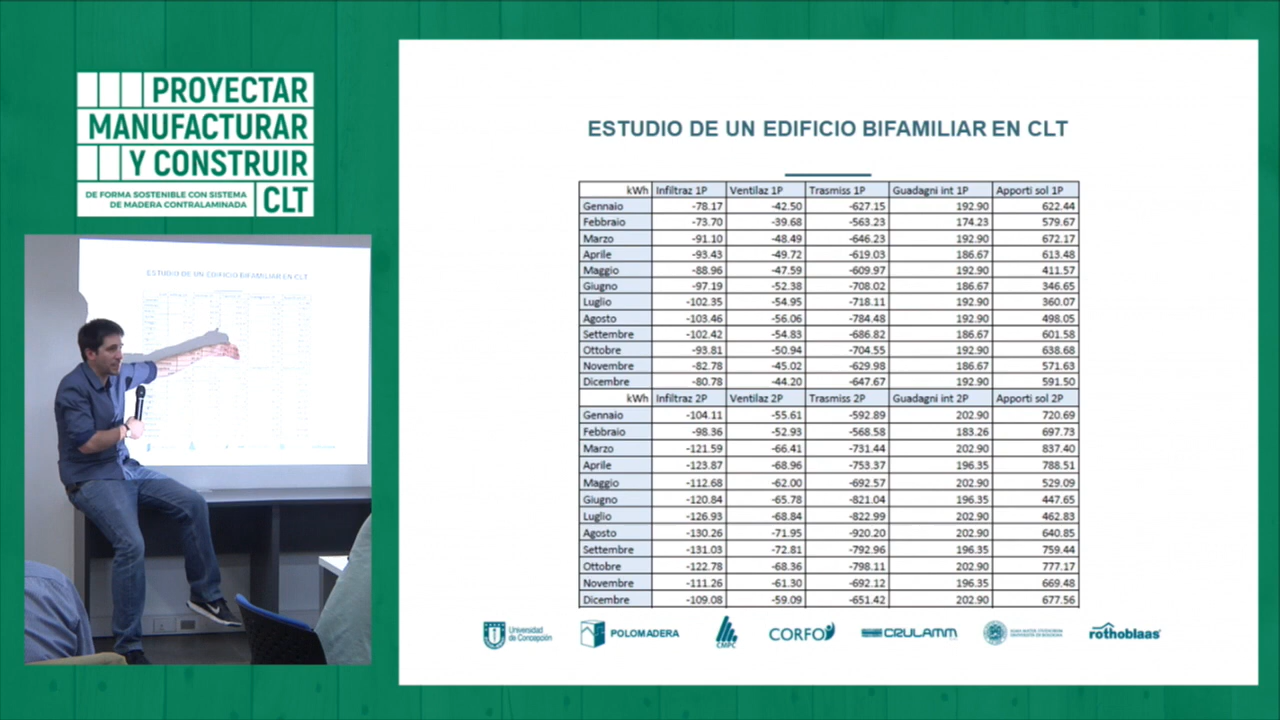 PROYECTAR
MANUFACTURAR
Y CONSTRUIR
DE FORMA SOSTENIBLE CON SISTEMA
DE MADERA CONTRALAMINADA
CLT
ESTUDIO DE UN EDIFICIO BIFAMILIAR EN CLT
ESTUDIO DE UN EDIFICIO BIFAMILIAR EN CLT
kWh Infiltraz 1P Ventilaz 1P Trasmiss 1P Guadagni int 1P Apporti sol 1P
Gennaio -78.17 -42.50 -627.15 192.90 622.44
Febbraio -73.70 -39.68 -563.23 174.23 579.67
Marzo -91.10 -48.49 -646.23 192.90 672.17
Aprile -93.43 -49.72 -619.03 186.67 613.48
Maggio -88.96 -47.59 -609.97 192.90 411.57
Giugno -97.19 -52.38 -708.02 186.67 346.65
Luglio -102.35 -54.95 -718.11 192.90 360.07
Agosto -103.46 -56.06 -784.48 192.90 498.05
Settembre -102.42 -54.83 -686.82 186.67 601.58
Ottobre -93.81 -50.94 -704.55 192.90 638.68
Novembre -82.78 -45.02 -629.98 186.67 571.63
Dicembre -80.78 -44.20 -647.67 192.90 591.50
kWh Infiltraz 2P Ventilaz 2P Trasmiss 2P Guadagni int 2P Apporti sol 2P
Gennaio -104.11 -55.61 -592.89 202.90 720.69
Febbraio -98.36 -52.93 -568.58 183.26 697.73
Marzo -121.59 -66.41 -731.44 202.90 837.40
Aprile -123.87 -68.96 -753.37 196.35 788.51
Maggio -112.68 -62.00 -692.57 202.90 529.09
Giugno -120.84 -65.78 -821.04 196.35 447.65
Luglio -126.93 -68.84 -822.99 202.90 462.83
Agosto -130.26 -71.95 -920.20 202.90 640.85
Settembre -131.03 -72.81 -792.96 196.35 759.44
Ottobre -122.78 -68.36 -798.11 202.90 777.17
Novembre -111.26 -61.30 -692.12 196.35 669.48
Dicembre -109.08 -59.09 -651.42 202.90 677.56
Universidad de Concepción
POLOMADERA
CMPC
CORFO
CRULAMM
rothoblaas